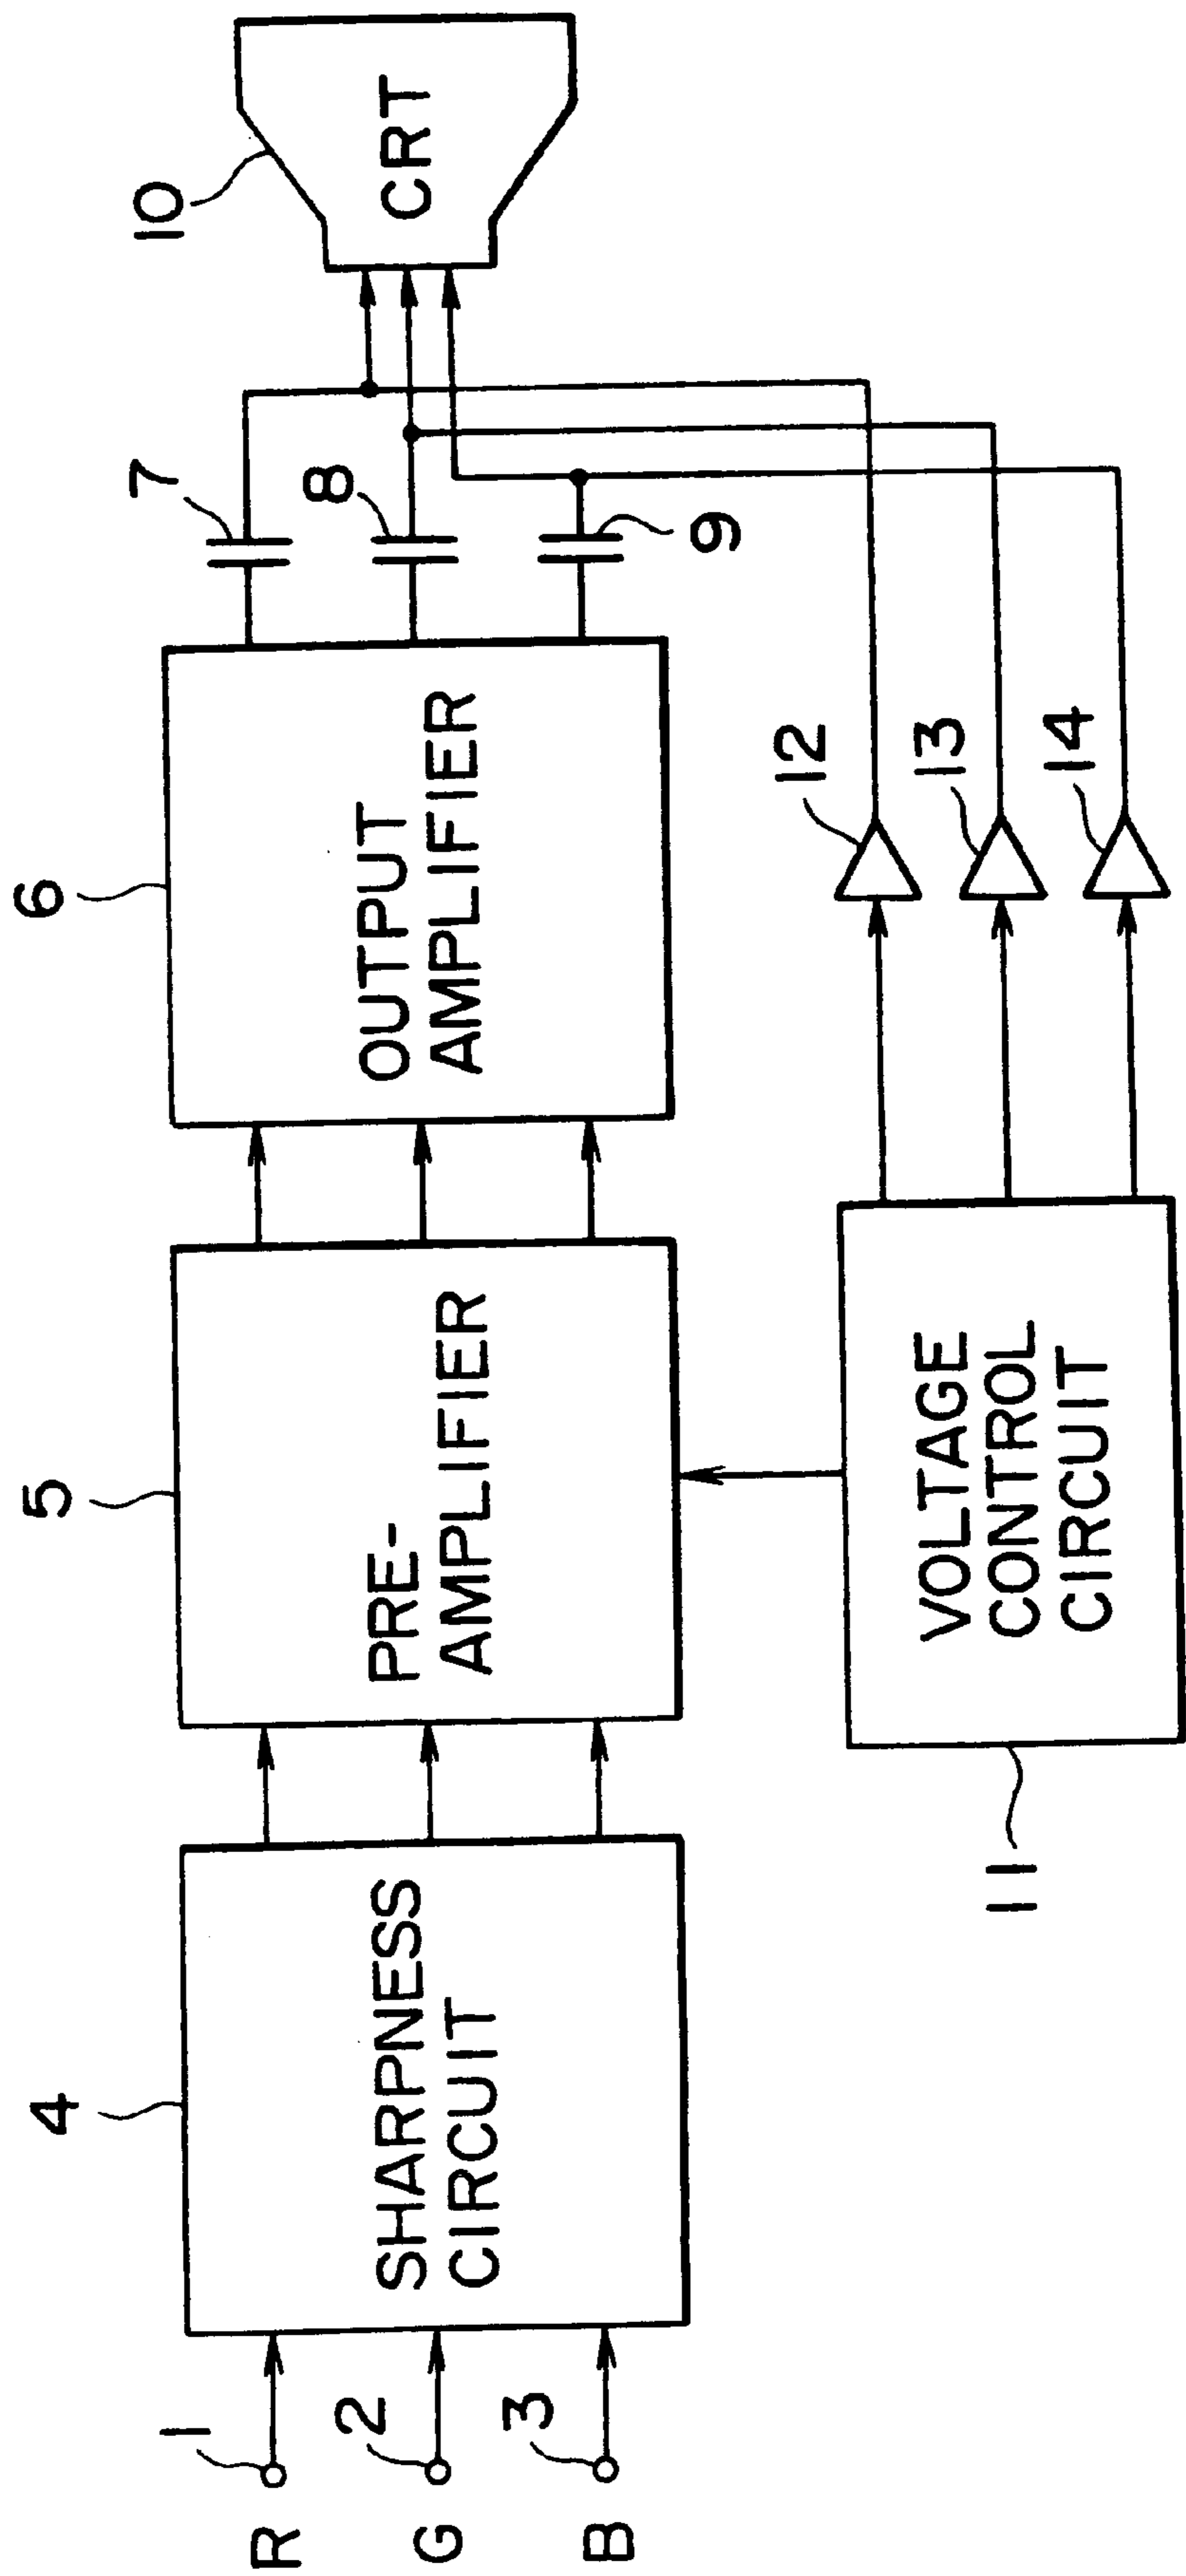 R
G
B
1
2
3
4
SHARPNESS
CIRCUIT
5
PRE-
AMPLIFIER
6
OUTPUT
AMPLIFIER
7
8
9
10
CRT
11
VOLTAGE
CONTROL
CIRCUIT
12
13
14